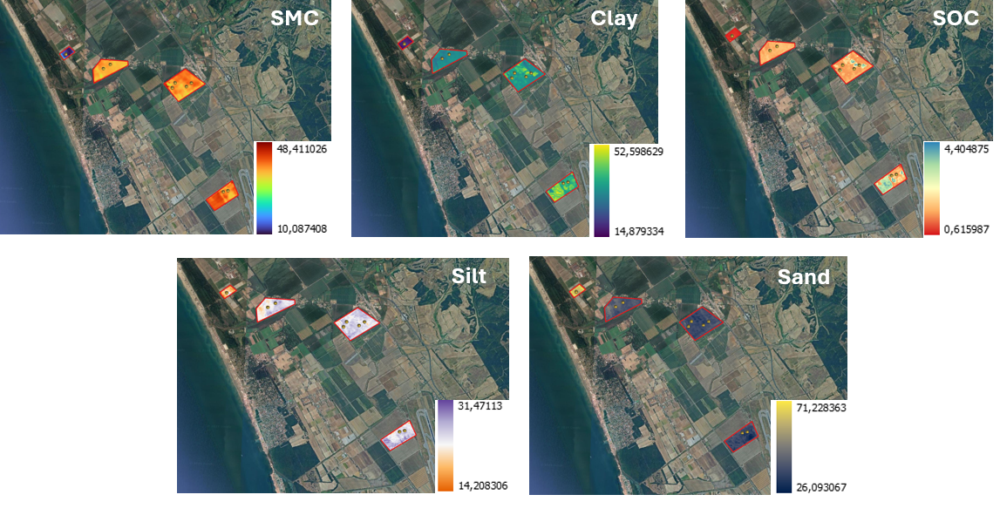 SMC
48,411026
10,087408
Clay
52,598629
14,879334
SOC
4,404875
0,615987
Silt
31,47113
14,208306
Sand
71,228363
26,093067